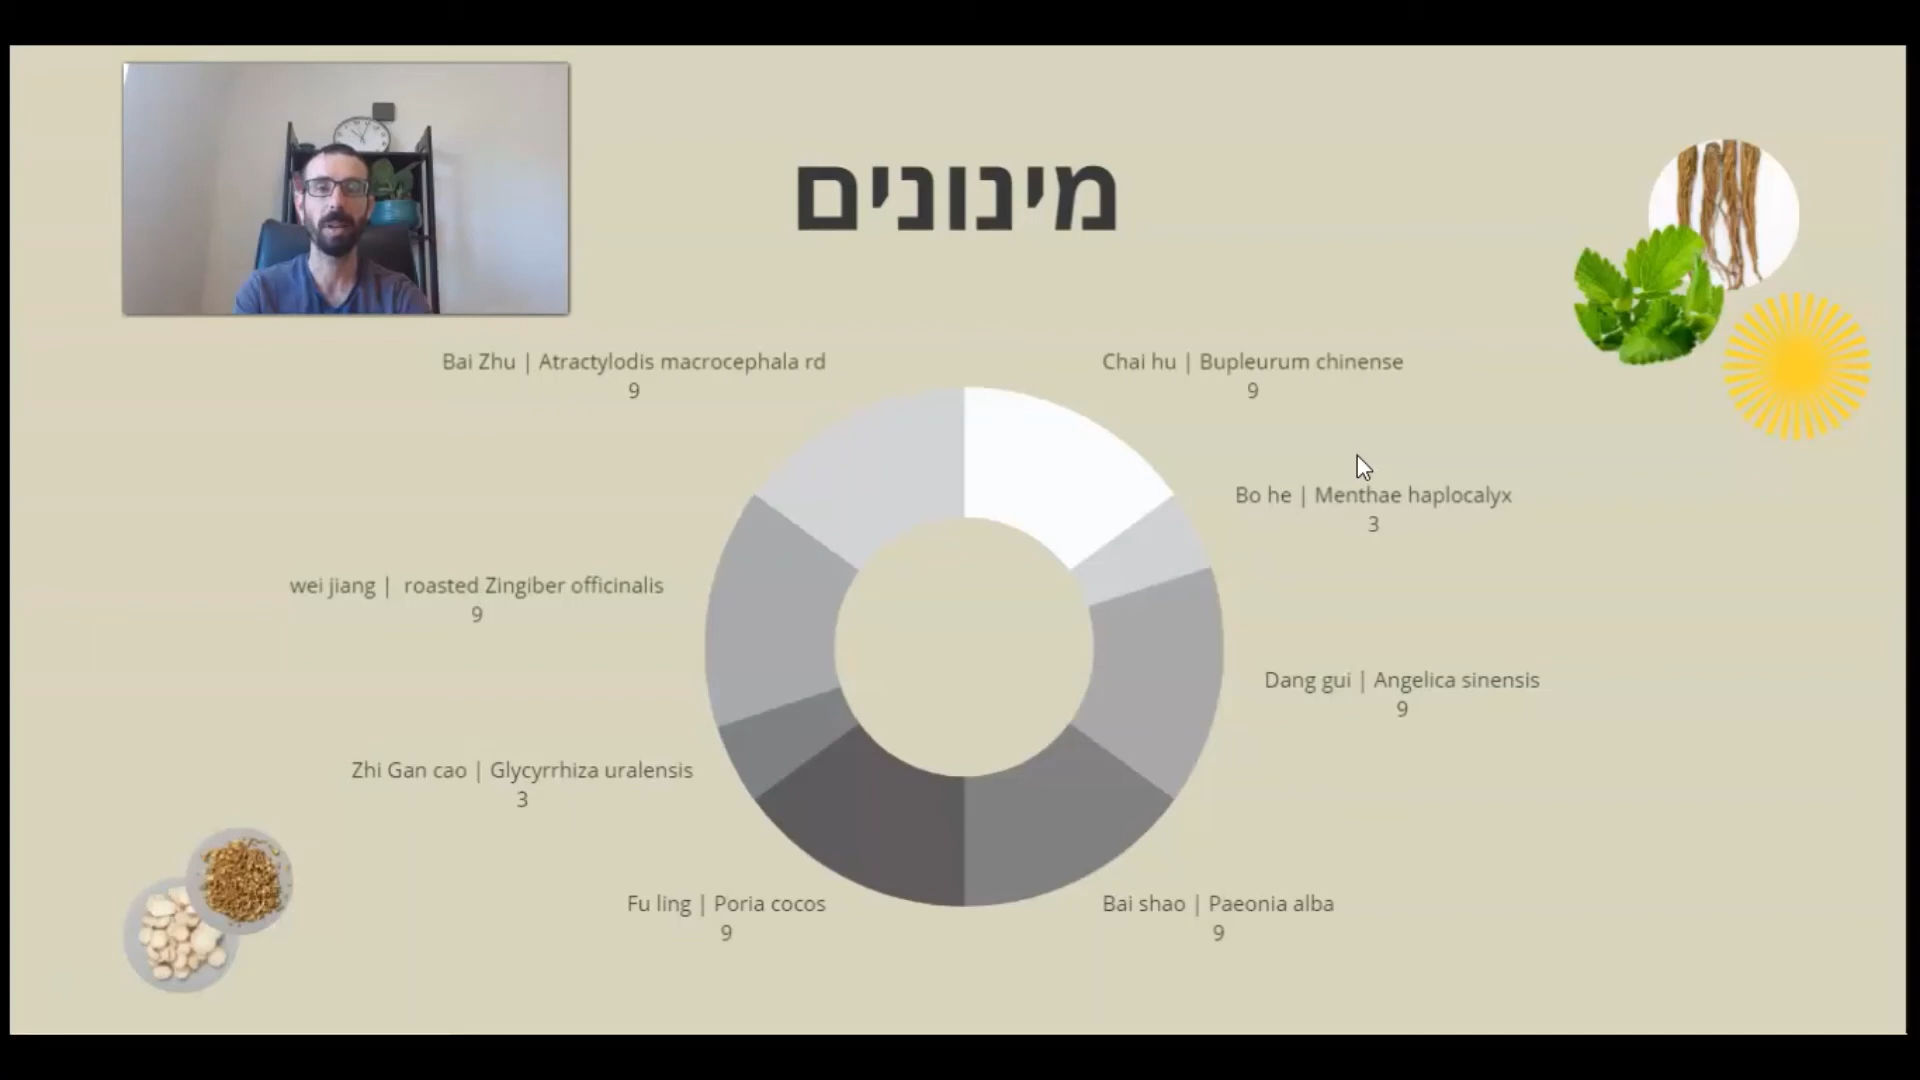 מינונים
Bai Zhu | Atractylodis macrocephala rd
9
Chai hu | Bupleurum chinense
9
Bo he | Menthae haplocalyx
3
wei jiang |  roasted Zingiber officinalis
9
Dang gui | Angelica sinensis
9
Zhi Gan cao | Glycyrrhiza uralensis
3
Fu ling | Poria cocos
9
Bai shao | Paeonia alba
9